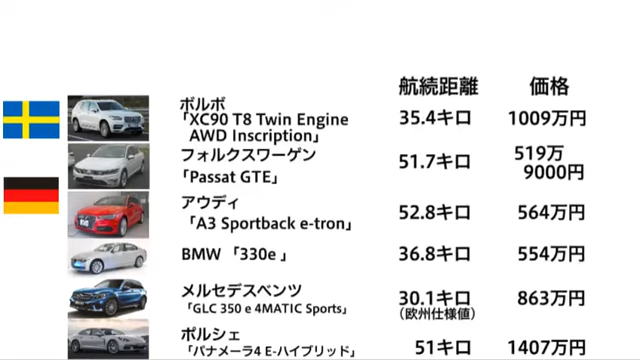 航続距離 価格
ボルボ
「XC90 T8 Twin Engine
AWD Inscription」 35.4キロ 1009万円
フォルクスワーゲン
「Passat GTE」 51.7キロ 519万
9000円
アウディ
「A3 Sportback e-tron」 52.8キロ 564万円
BMW 「330e 」 36.8キロ 554万円
メルセデスベンツ
「GLC 350 e 4MATIC Sports」 30.1キロ 863万円
（欧州仕様値）
ポルシェ
「パナメーラ4 E-ハイブリッド」 51キロ 1407万円